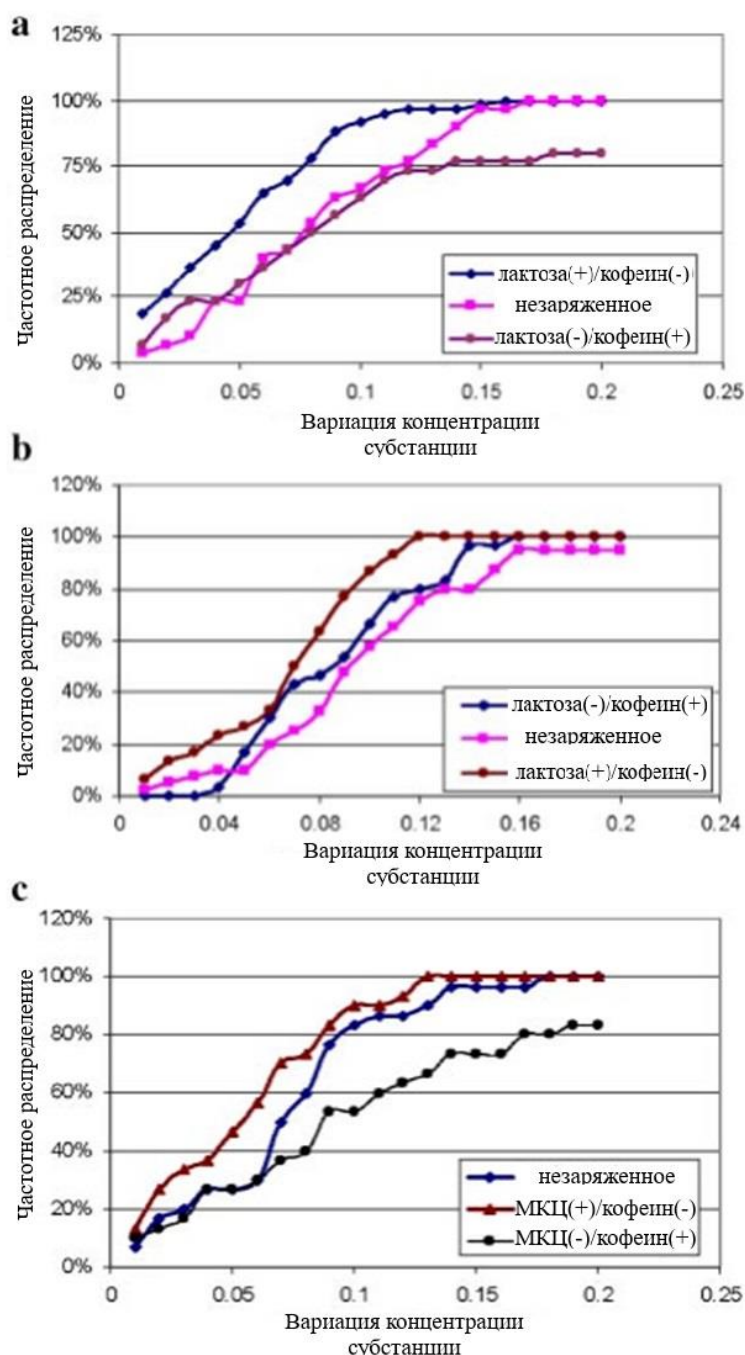 a
125%
100%
75%
50%
25%
0%
Частотное распределение
лактоза(+)/кофеин(-)
незаряженное
лактоза(-)/кофеин(+)
0 0.05 0.1 0.15 0.2 0.25
Вариация концентрации
субстанции
b
120%
100%
80%
60%
40%
20%
0%
Частотное распределение
лактоза(-)/кофеин(+)
незаряженное
лактоза(+)/кофеин(-)
0 0.04 0.08 0.12 0.16 0.2 0.24
Вариация концентрации
субстанции
c
120%
100%
80%
60%
40%
20%
0%
Частотное распределение
незаряженное
МКЦ(+)/кофеин(-)
МКЦ(-)/кофеин(+)
0 0.05 0.1 0.15 0.2 0.25
Вариация концентрации
субстанции